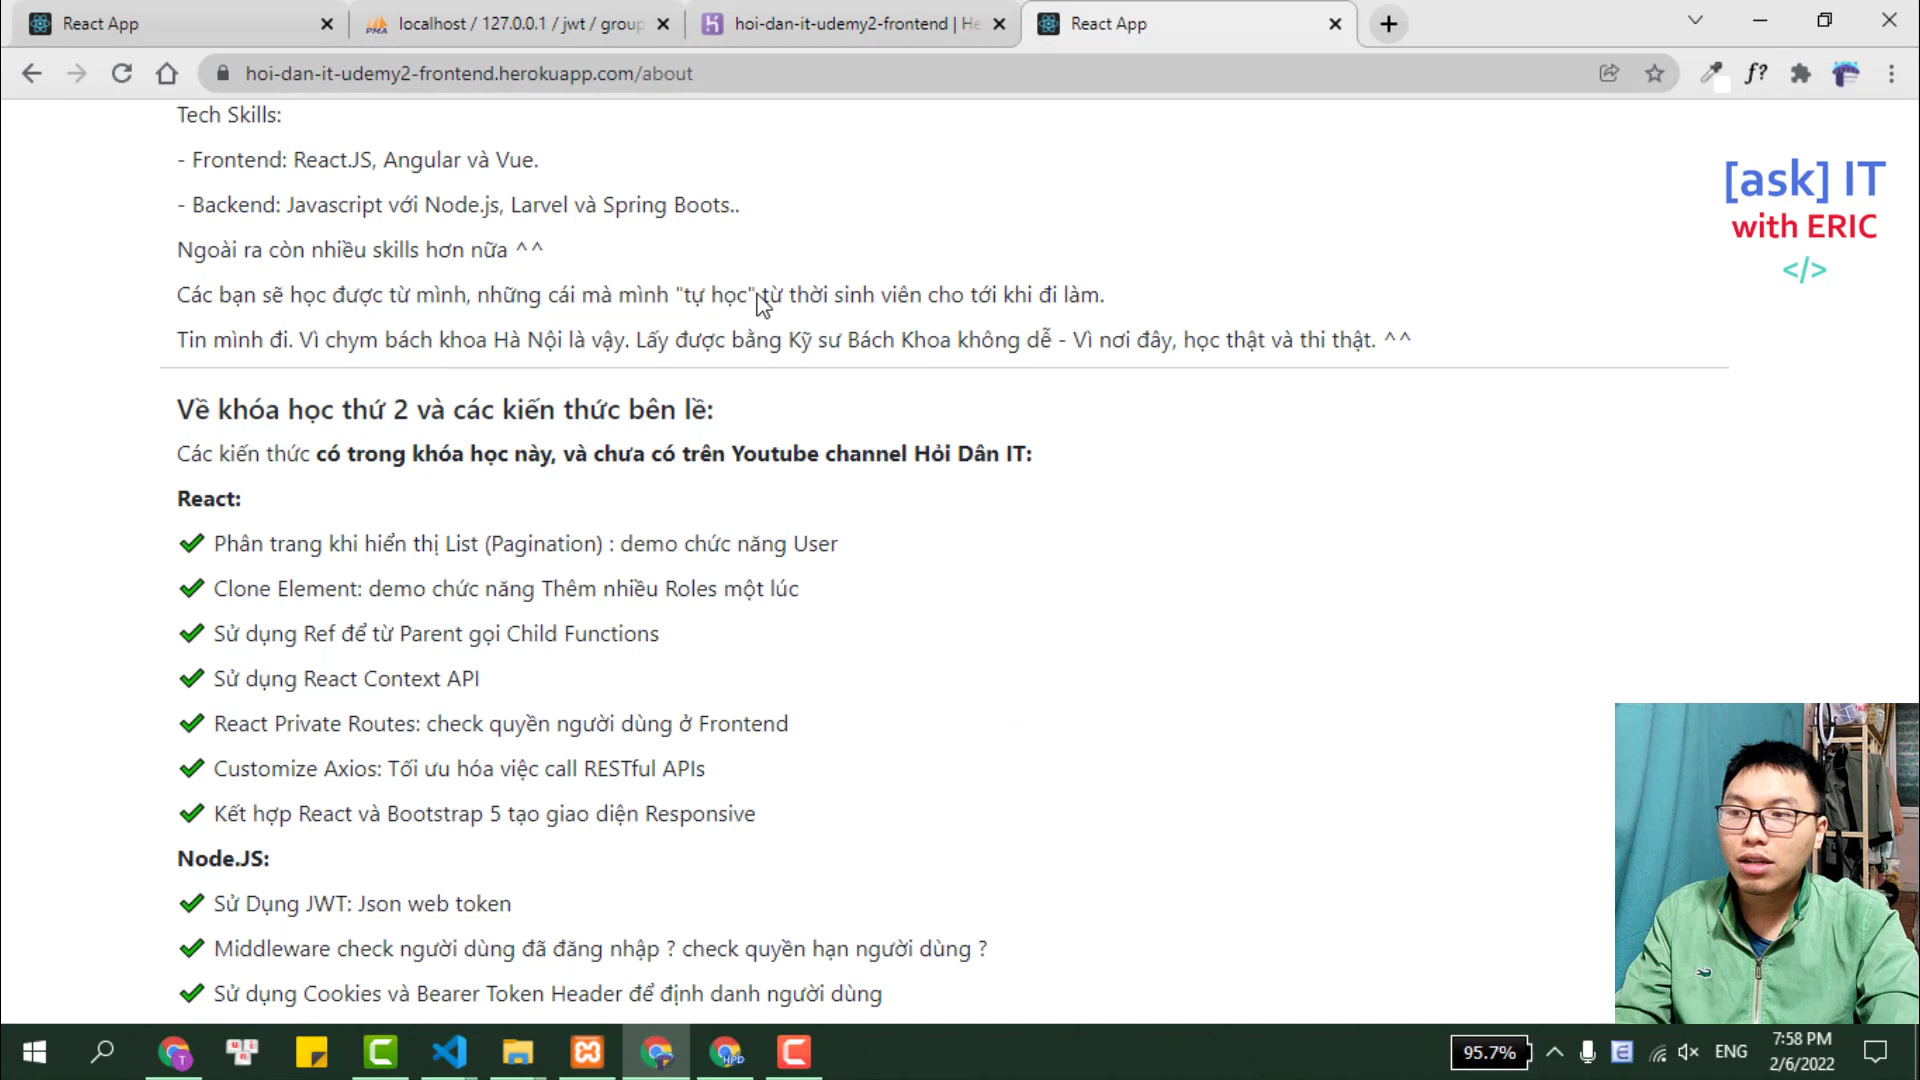 React App
localhost / 127.0.0.1 / jwt / group
hoi-dan-it-udemy2-frontend | He
React App
hoi-dan-it-udemy2-frontend.herokuapp.com/about
f?
Tech Skills:
- Frontend: React.JS, Angular và Vue.
- Backend: Javascript với Node.js, Larvel và Spring Boots..
Ngoài ra còn nhiều skills hơn nữa ^^
Các bạn sẽ học được từ mình, những cái mà mình "tự học" từ thời sinh viên cho tới khi đi làm.
Tin mình đi. Vì chym bách khoa Hà Nội là vậy. Lấy được bằng Kỹ sư Bách Khoa không dễ - Vì nơi đây, học thật và thi thật. ^^
[ask] IT
with ERIC
</>
Về khóa học thứ 2 và các kiến thức bên lề:
Các kiến thức có trong khóa học này, và chưa có trên Youtube channel Hỏi Dân IT:
React:
Phân trang khi hiển thị List (Pagination) : demo chức năng User
Clone Element: demo chức năng Thêm nhiều Roles một lúc
Sử dụng Ref để từ Parent gọi Child Functions
Sử dụng React Context API
React Private Routes: check quyền người dùng ở Frontend
Customize Axios: Tối ưu hóa việc call RESTful APIs
Kết hợp React và Bootstrap 5 tạo giao diện Responsive
Node.JS:
Sử Dụng JWT: Json web token
Middleware check người dùng đã đăng nhập ? check quyền hạn người dùng ?
Sử dụng Cookies và Bearer Token Header để định danh người dùng
95.7%
ENG
7:58 PM
2/6/2022